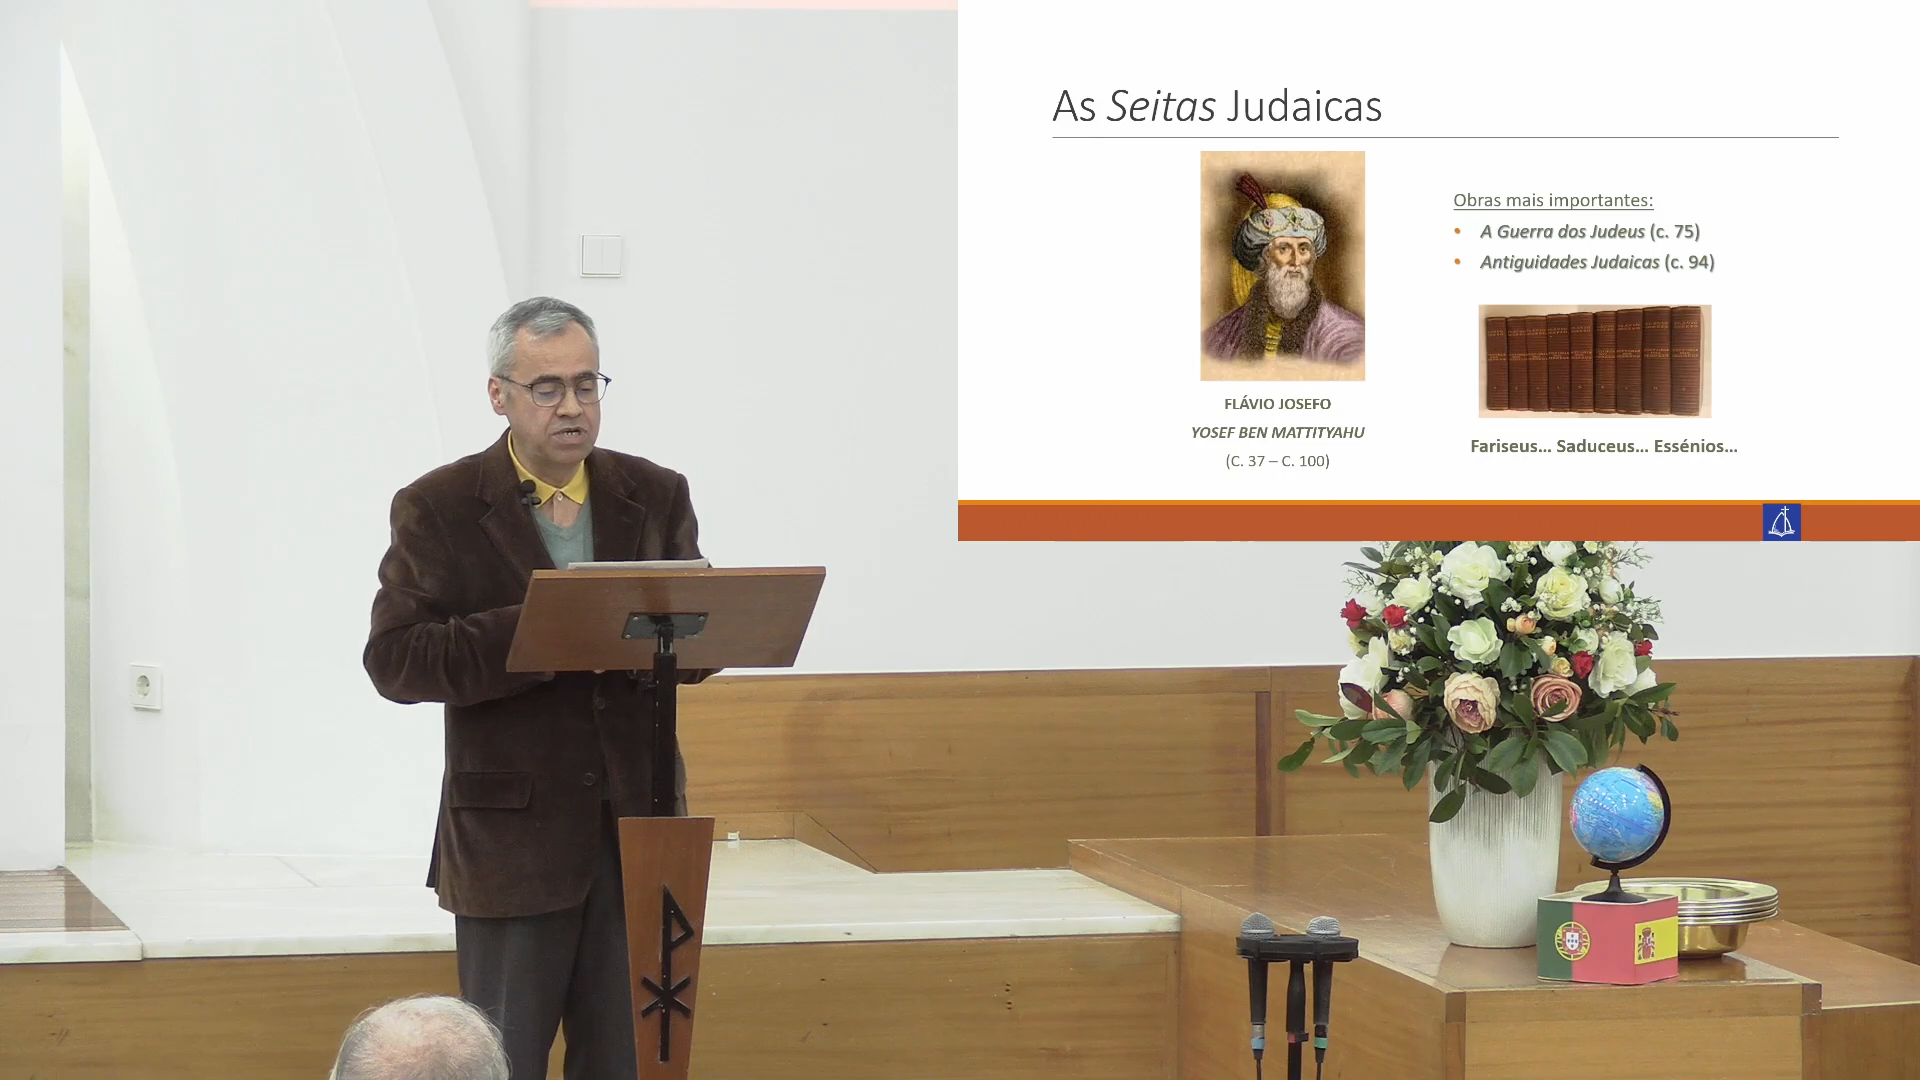 As Seitas Judaicas
Obras mais importantes:
• A Guerra dos Judeus (c. 75)
• Antiguidades Judaicas (c. 94)
FLÁVIO JOSEFO
YOSEF BEN MATTITYAHU
(C. 37 – C. 100)
Fariseus... Saduceus... Essénios...